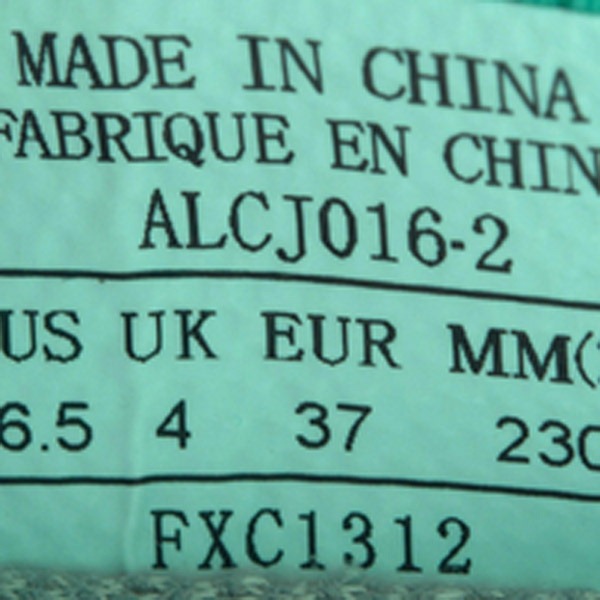 MADE IN CHINA
FABRIQUE EN CHIN
ALCJ016-2
US UK EUR MM(
6.5 4 37 230
FXC1312